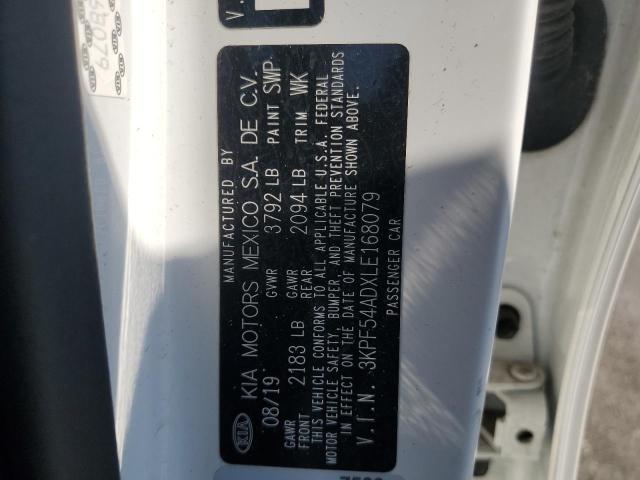 MANUFACTURED BY
KIA KIA MOTORS MEXICO S.A. DE C.V.
08/19 GVWR 3792 LB PAINT SWP
GAWR FRONT 2183 LB GAWR REAR 2094 LB TRIM WK
THIS VEHICLE CONFORMS TO ALL APPLICABLE U.S.A. FEDERAL
MOTOR VEHICLE SAFETY, BUMPER, AND THEFT PREVENTION STANDARDS
IN EFFECT ON THE DATE OF MANUFACTURE SHOWN ABOVE.
V.I.N. 3KPF54ADXLE168079
PASSENGER CAR